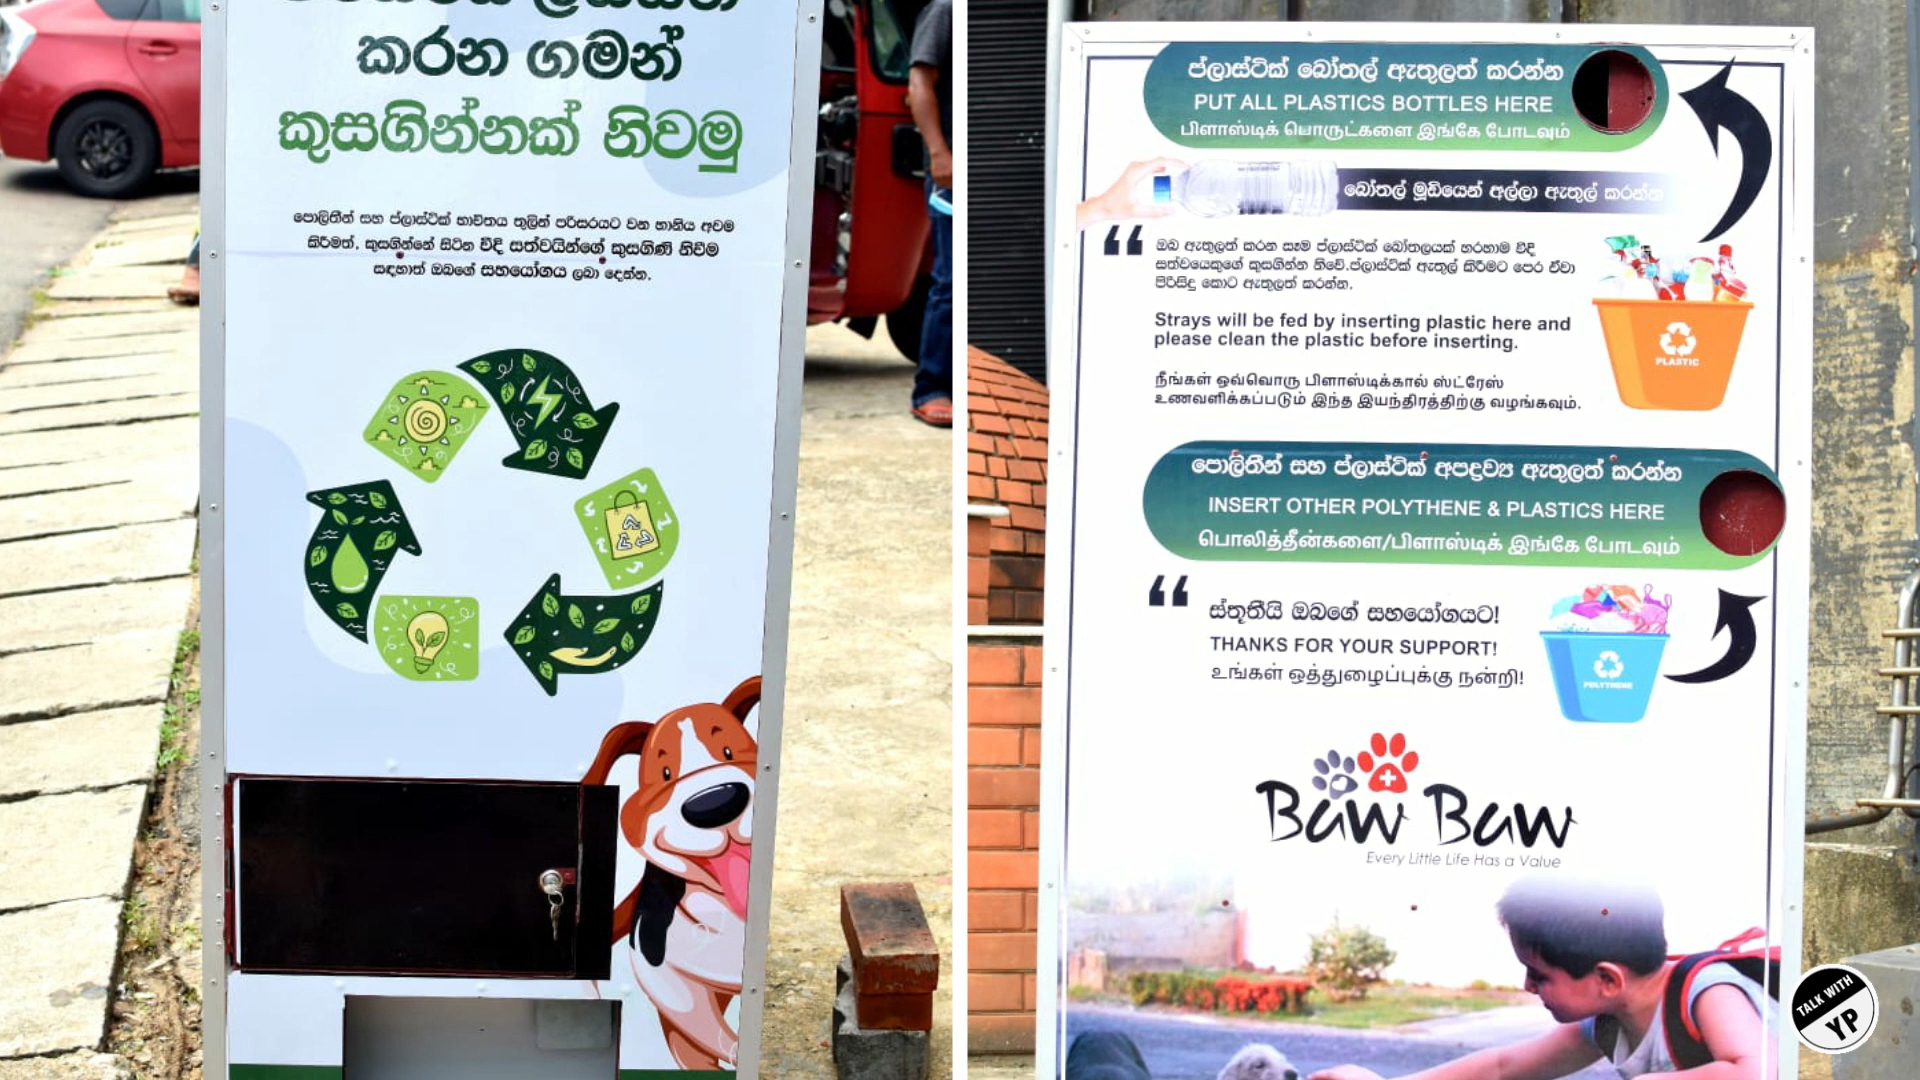 කරන ගමන්
කුසගින්නක් නිවමු
පොලිතීන් සහ ප්ලාස්ටික් භාවිතය තුලින් පරිසරයට වන හානිය අවම
කිරීමත්, කුසගින්නේ සිටින වීදි සත්වයින්ගේ කුසගිණි නිවීම
සඳහාත් ඔබගේ සහයෝගය ලබා දෙන්න.
ප්ලාස්ටික් බෝතල් ඇතුලත් කරන්න
PUT ALL PLASTICS BOTTLES HERE
பிளாஸ்டிக் பொருட்களை இங்கே போடவும்
බෝතල් මූඩියෙන් අල්ලා ඇතුල් කරන්න
ඔබ ඇතුලත් කරන සෑම ප්ලාස්ටික් බෝතලයක් හරහාම වීදි
සත්වයෙකුගේ කුසගින්න නිවේ.ප්ලාස්ටික් ඇතුල් කිරීමට පෙර ඒවා
පිරිසිදු කොට ඇතුලත් කරන්න.
Strays will be fed by inserting plastic here and
please clean the plastic before inserting.
நீங்கள் ஒவ்வொரு பிளாஸ்டிக்கால் ஸ்ட்ரேஸ்
உணவளிக்கப்படும் இந்த இயந்திரத்திற்கு வழங்கவும்.
PLASTIC
පොලිතීන් සහ ප්ලාස්ටික් අපද්‍රව්‍ය ඇතුලත් කරන්න
INSERT OTHER POLYTHENE & PLASTICS HERE
பொலித்தீன்களை/பிளாஸ்டிக் இங்கே போடவும்
ස්තූතියි ඔබගේ සහයෝගයට!
THANKS FOR YOUR SUPPORT!
உங்கள் ஒத்துழைப்புக்கு நன்றி!
POLYTHENE
Baw Baw
Every Little Life Has a Value
TALK WITH
YP